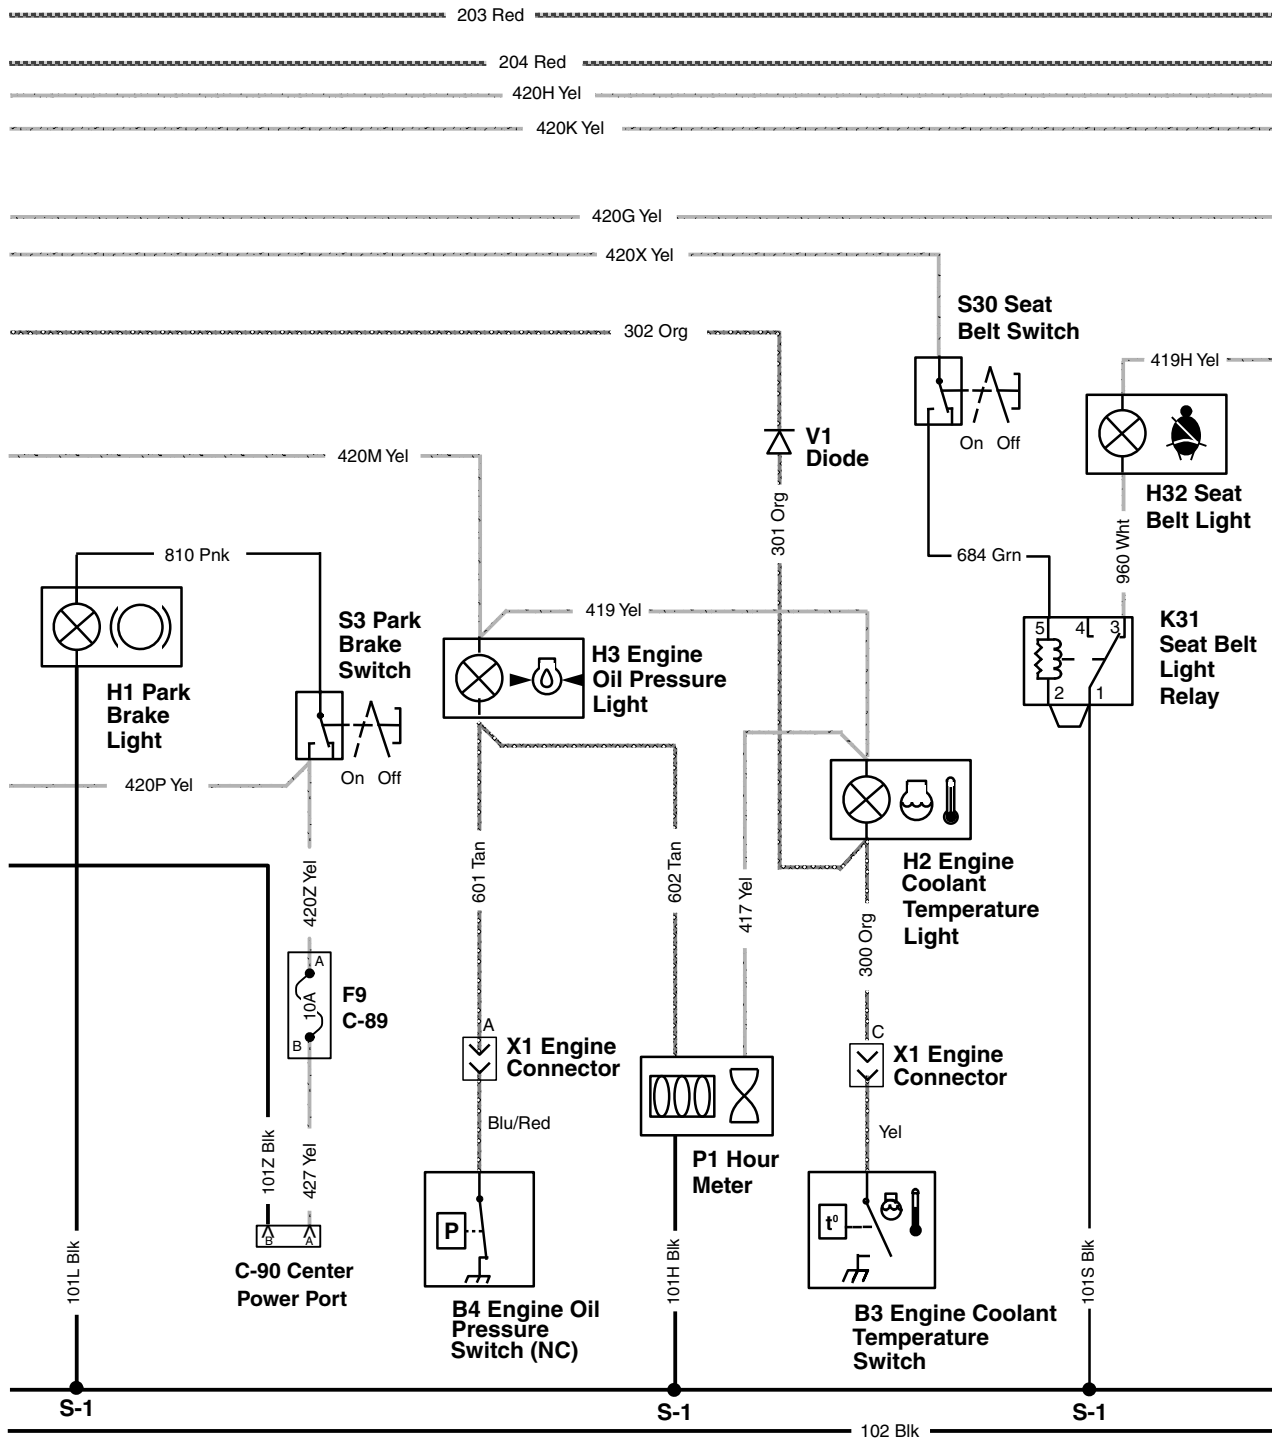 203 Red
204 Red
420H Yel
420K Yel
420G Yel
420X Yel
S30 Seat
Belt Switch
302 Org
419H Yel
On Off
V1
Diode
420M Yel
H32 Seat
Belt Light
301 Org
960 Wht
810 Pnk
684 Grn
419 Yel
S3 Park
Brake
Switch
K31
Seat Belt
Light
Relay
5 4 3
2 1
H3 Engine
Oil Pressure
Light
H1 Park
Brake
Light
On Off
420P Yel
H2 Engine
Coolant
Temperature
Light
420Z Yel
601 Tan
602 Tan
417 Yel
300 Org
A
10A
B
F9
C-89
A
X1 Engine
Connector
C
X1 Engine
Connector
Blu/Red
Yel
P1 Hour
Meter
101Z Blk
427 Yel
P
t⁰
B A
C-90 Center
Power Port
101L Blk
101H Blk
101S Blk
B4 Engine Oil
Pressure
Switch (NC)
B3 Engine Coolant
Temperature
Switch
S-1
S-1
S-1
102 Blk